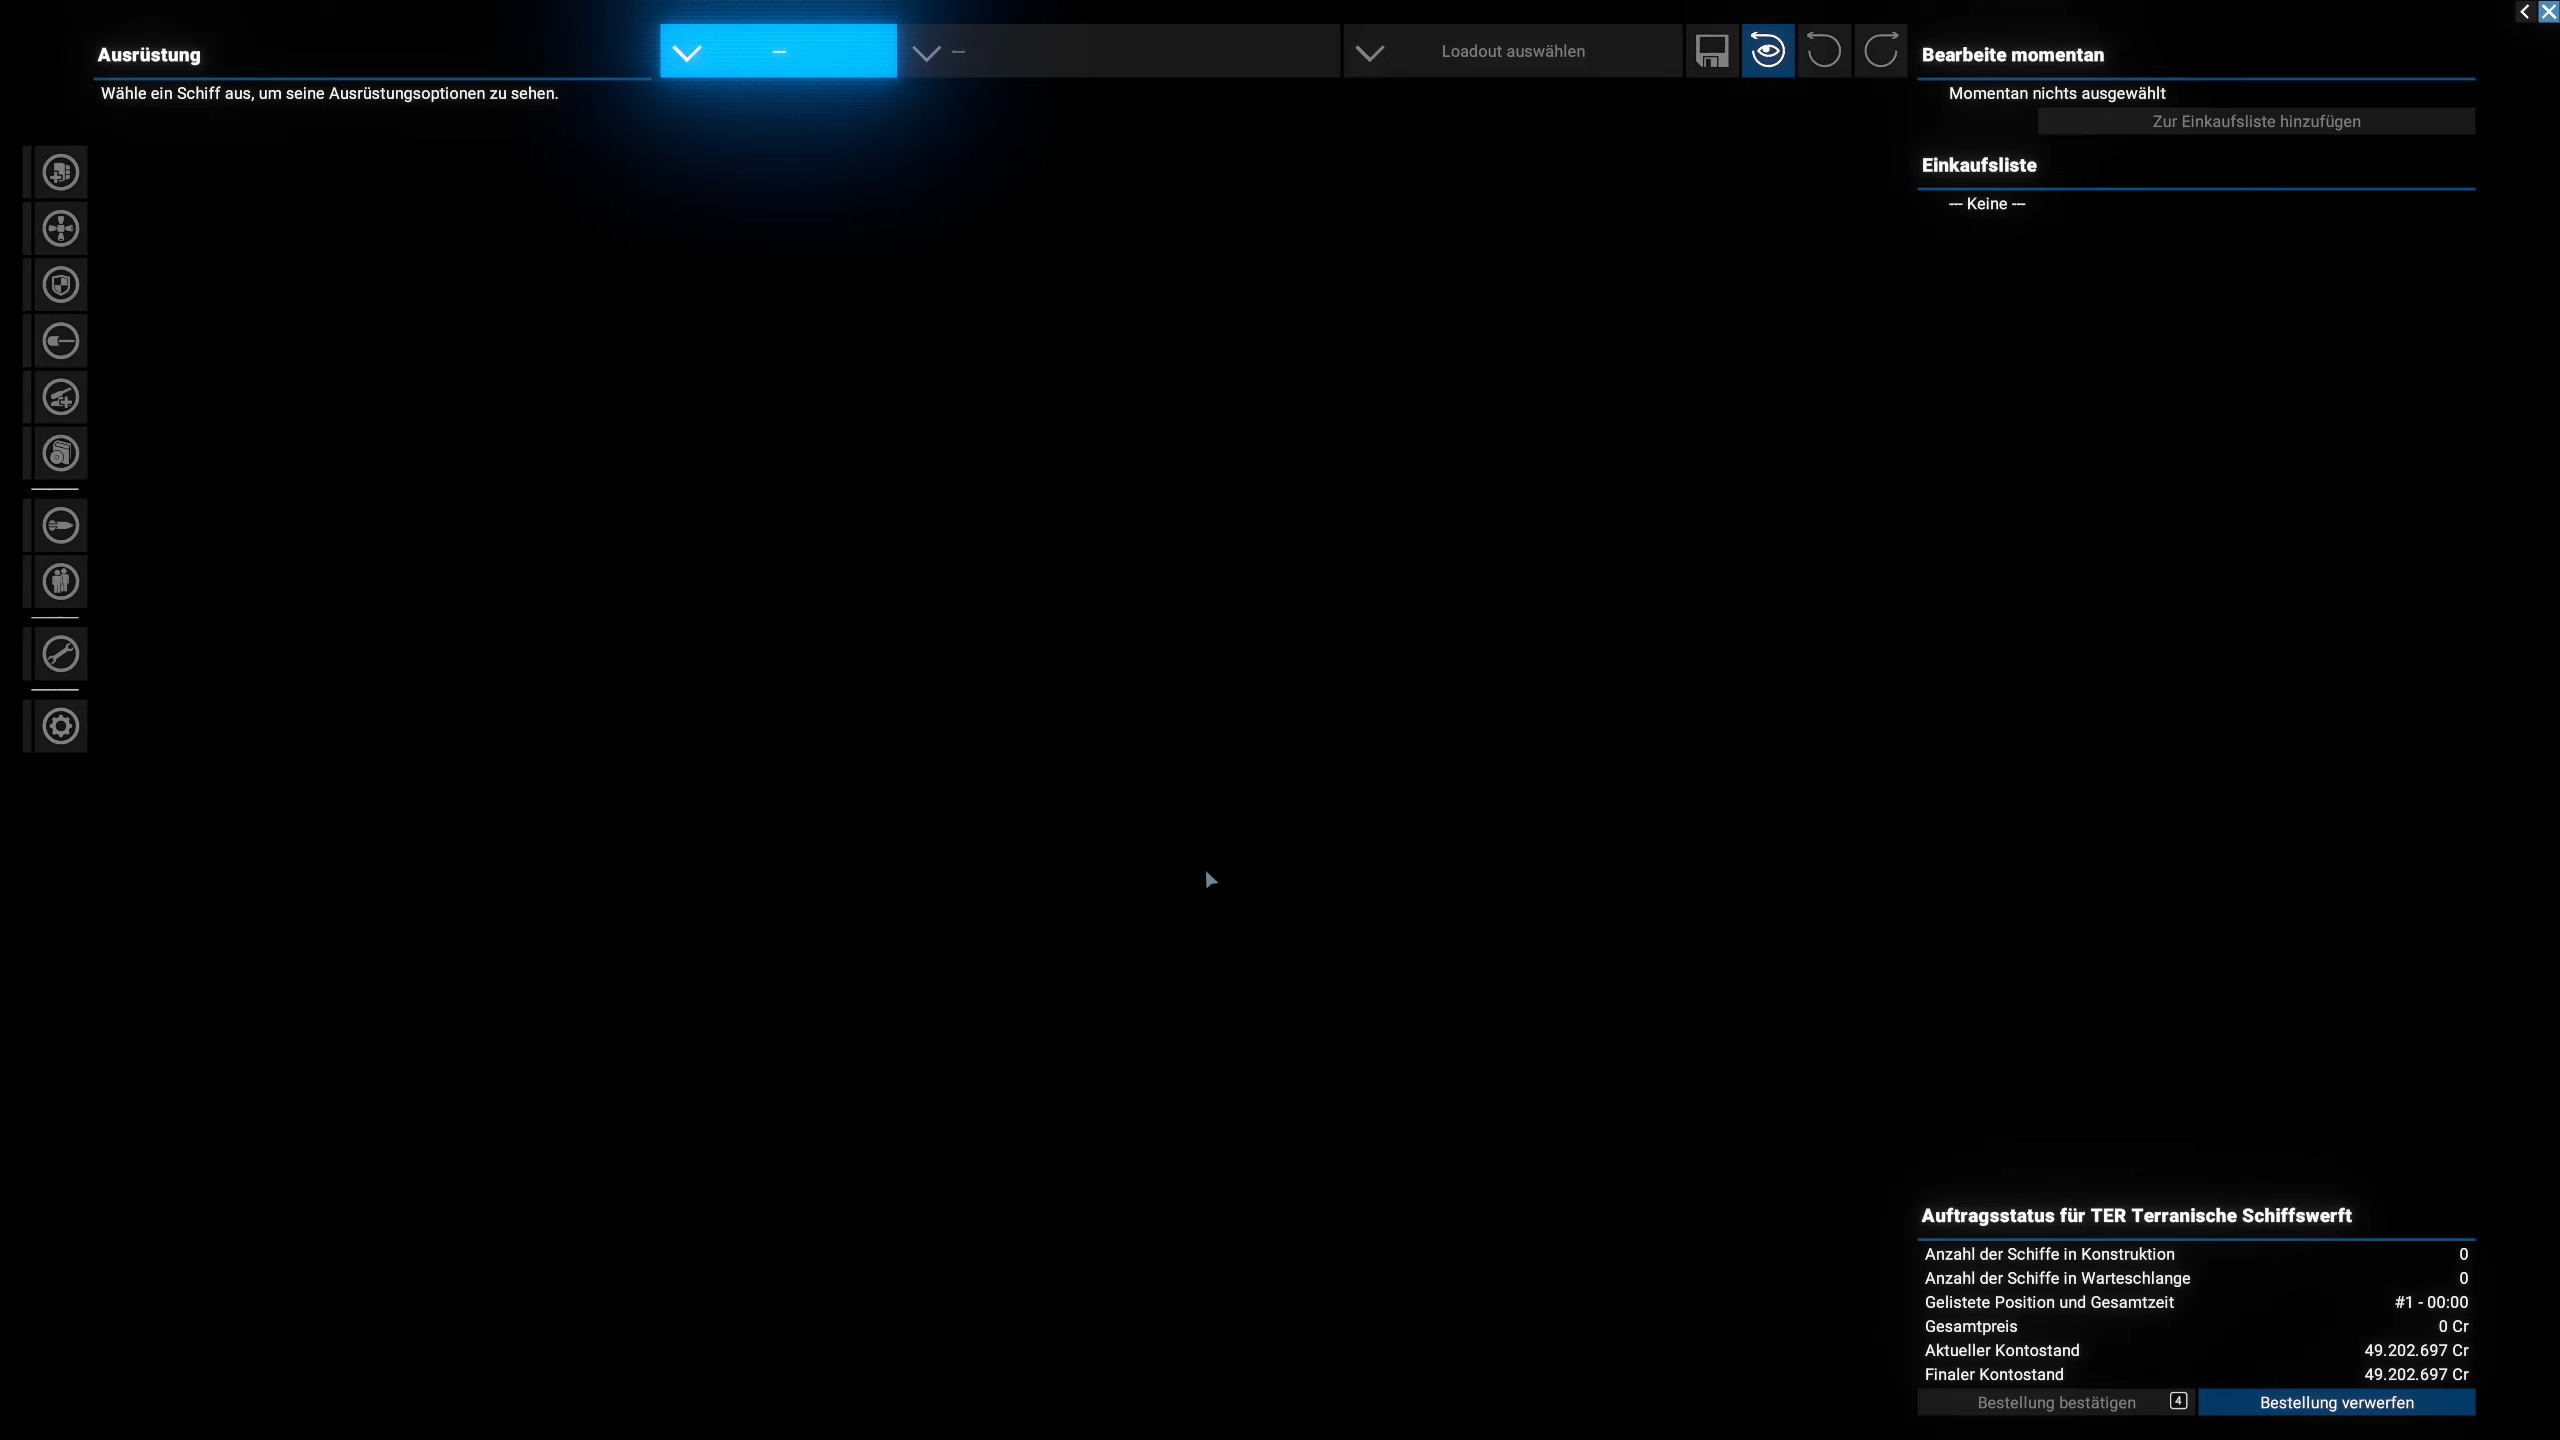 Ausrüstung
Wähle ein Schiff aus, um seine Ausrüstungsoptionen zu sehen.
—
—
Loadout auswählen
Bearbeite momentan
Momentan nichts ausgewählt
Zur Einkaufsliste hinzufügen
Einkaufsliste
— Keine —
Auftragsstatus für TER Terranische Schiffswerft
Anzahl der Schiffe in Konstruktion 0
Anzahl der Schiffe in Warteschlange 0
Gelistete Position und Gesamtzeit #1 - 00:00
Gesamtpreis 0 Cr
Aktueller Kontostand 49.202.697 Cr
Finaler Kontostand 49.202.697 Cr
Bestellung bestätigen 4 Bestellung verwerfen